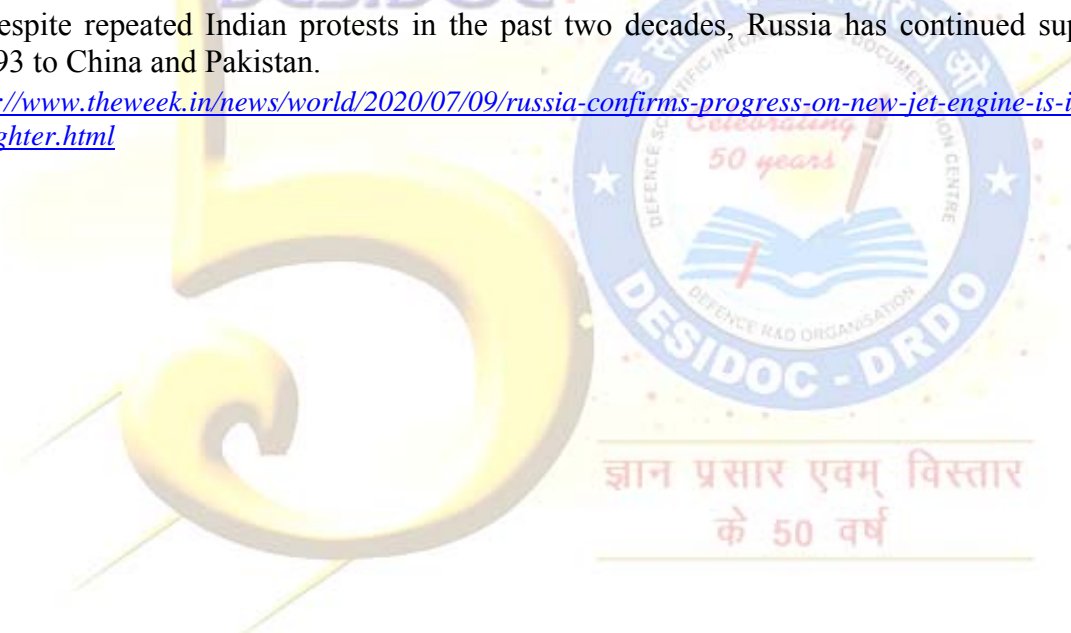 DESIDOC
espite repeated Indian protests in the past two decades, Russia has continued sup
93 to China and Pakistan.
://www.theweek.in/news/world/2020/07/09/russia-confirms-progress-on-new-jet-engine-is-i
ghter.html
DEFENCE SCIENTIFIC INFORMATION & DOCUMENTATION CENTRE
Celebrating
50 years
DEFENCE R&D ORGANISATION
DESIDOC - DRDO
ज्ञान प्रसार एवम् विस्तार
के 50 वर्ष